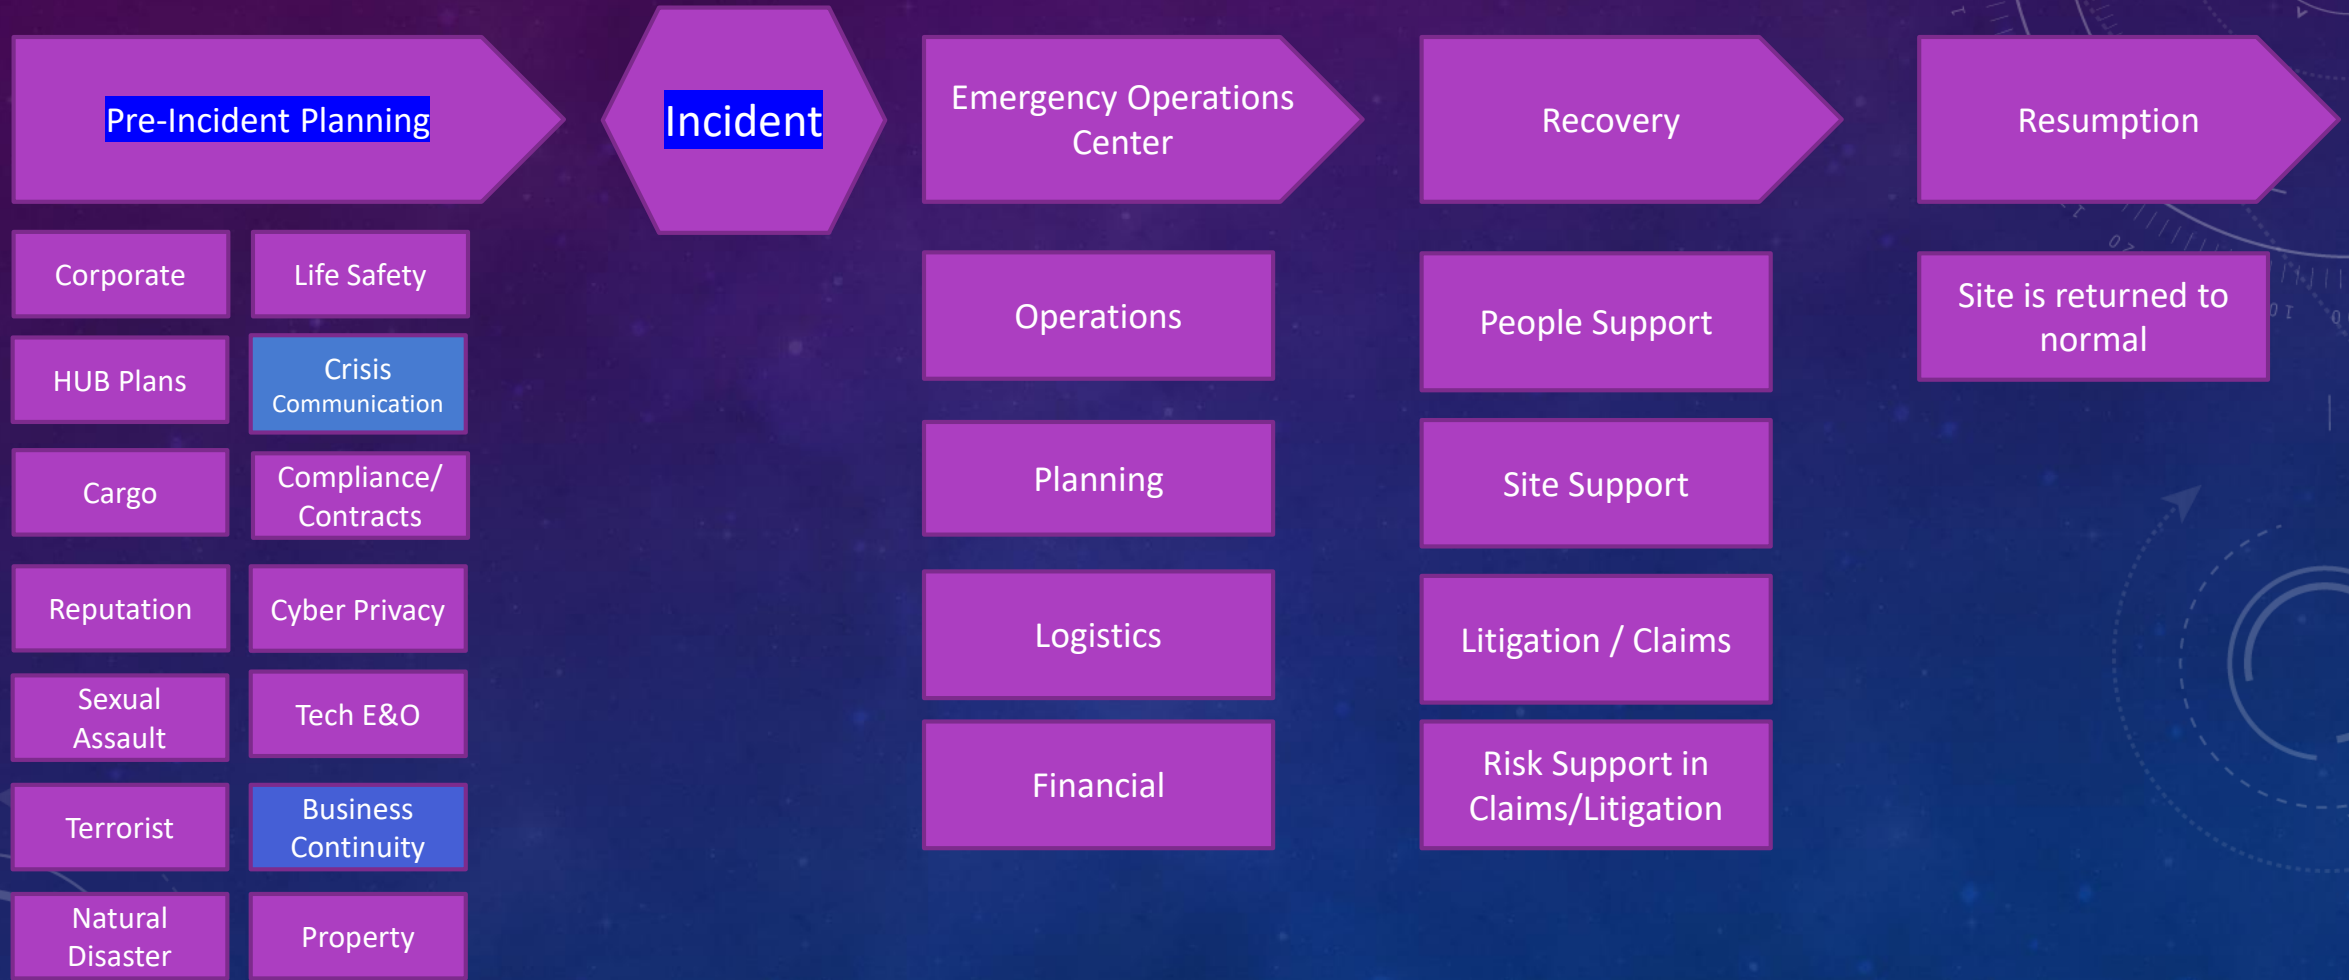 Pre-Incident Planning
Incident
Emergency Operations
Center
Recovery
Resumption
Corporate
Life Safety
HUB Plans
Crisis
Communication
Cargo
Compliance/
Contracts
Reputation
Cyber Privacy
Sexual
Assault
Tech E&O
Terrorist
Business
Continuity
Natural
Disaster
Property
Operations
Planning
Logistics
Financial
People Support
Site Support
Litigation / Claims
Risk Support in
Claims/Litigation
Site is returned to
normal